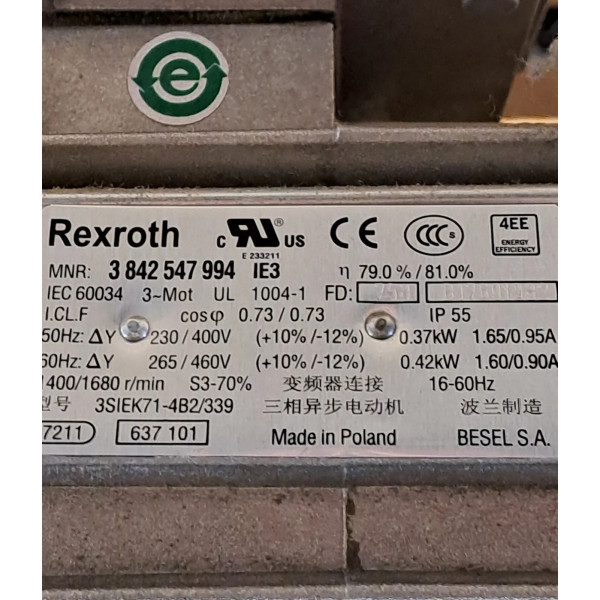 e
Rexroth c RU ® US CE CCC S 4EE ENERGY EFFICIENCY
E 233211
MNR: 3 842 547 994 IE3 η 79.0 % / 81.0%
IEC 60034 3~Mot UL 1004-1 FD:
I.CL.F cosφ 0.73 / 0.73 IP 55
50Hz: ΔY 230 / 400V (+10% /-12%) 0.37kW 1.65/0.95A
60Hz: ΔY 265 / 460V (+10% /-12%) 0.42kW 1.60/0.90A
1400/1680 r/min S3-70% 变频器连接 16-60Hz
型号 3SIEK71-4B2/339 三相异步电动机 波兰制造
7211 637 101 Made in Poland BESEL S.A.